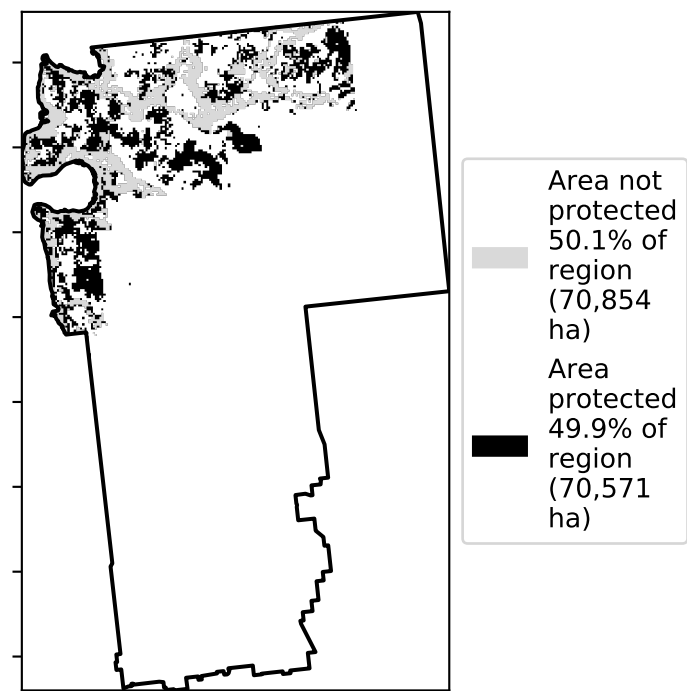 Area not
protected
50.1% of
region
(70,854
ha)
Area
protected
49.9% of
region
(70,571
ha)